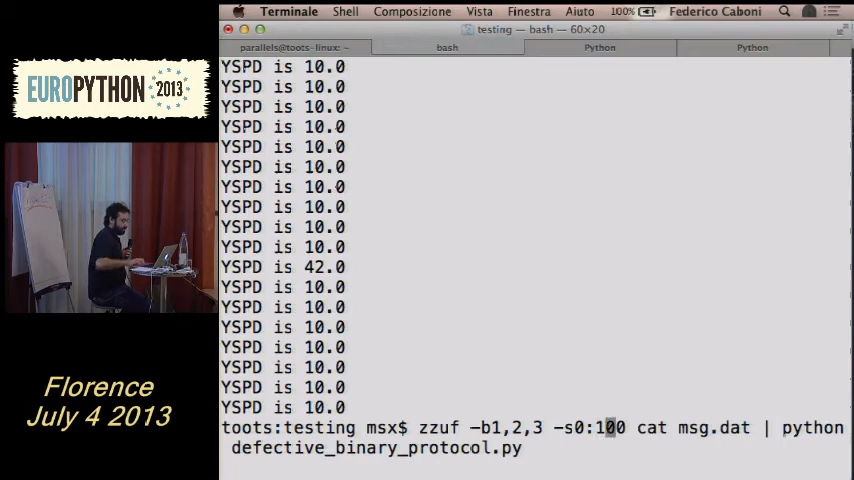 Terminale Shell Composizione Vista Finestra Aiuto 100% Federico Caboni
testing — bash — 60×20
parallels@toots-linux: ~ bash Python Python
EUROPYTHON 2013
YSPD is 10.0
YSPD is 10.0
YSPD is 10.0
YSPD is 10.0
YSPD is 10.0
YSPD is 10.0
YSPD is 10.0
YSPD is 10.0
YSPD is 10.0
YSPD is 10.0
YSPD is 42.0
YSPD is 10.0
YSPD is 10.0
YSPD is 10.0
YSPD is 10.0
YSPD is 10.0
YSPD is 10.0
YSPD is 10.0
toots:testing msx$ zzuf -b1,2,3 -s0:100 cat msg.dat | python
defective_binary_protocol.py
Florence
July 4 2013